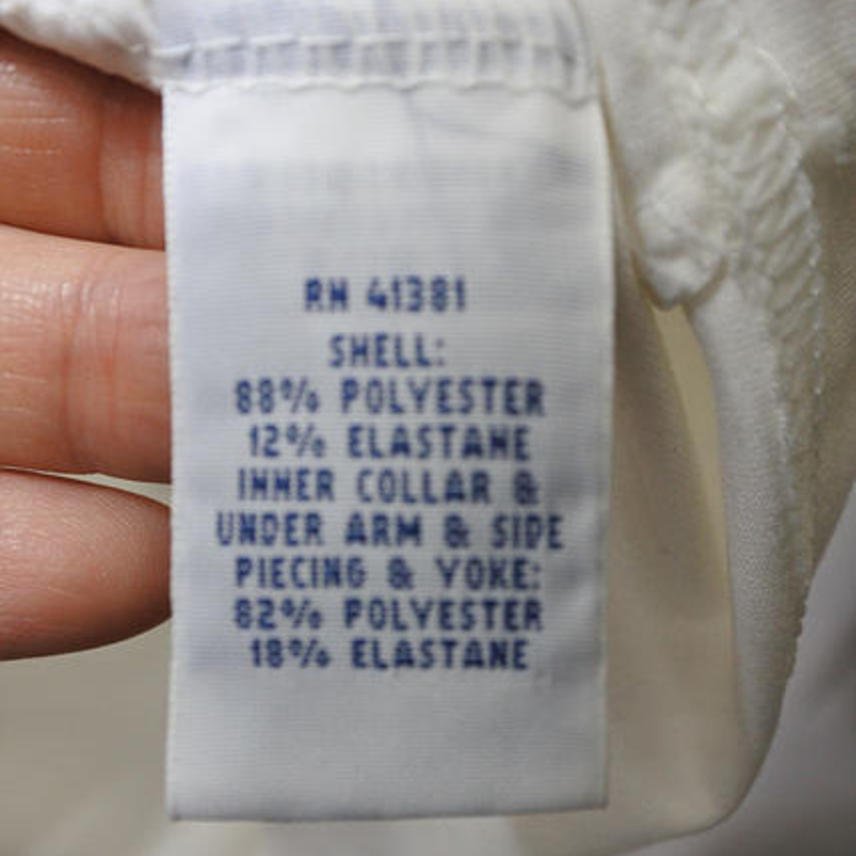 RN 41381
SHELL:
88% POLYESTER
12% ELASTANE
INNER COLLAR &
UNDER ARM & SIDE
PIECING & YOKE:
82% POLYESTER
18% ELASTANE